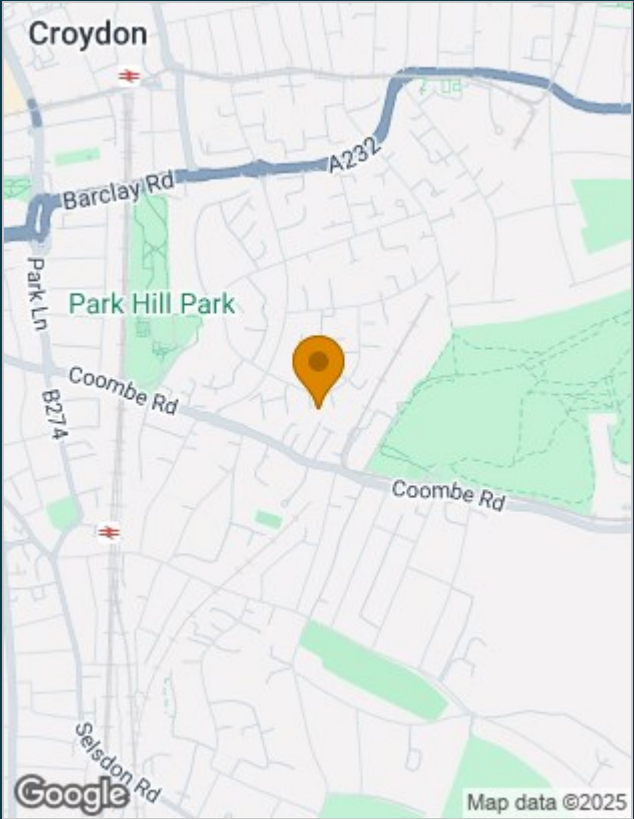 Croydon
A232
Barclay Rd
Park Ln
Park Hill Park
Coombe Rd
B274
Coombe Rd
Selsdon Rd
Google
Map data ©2025